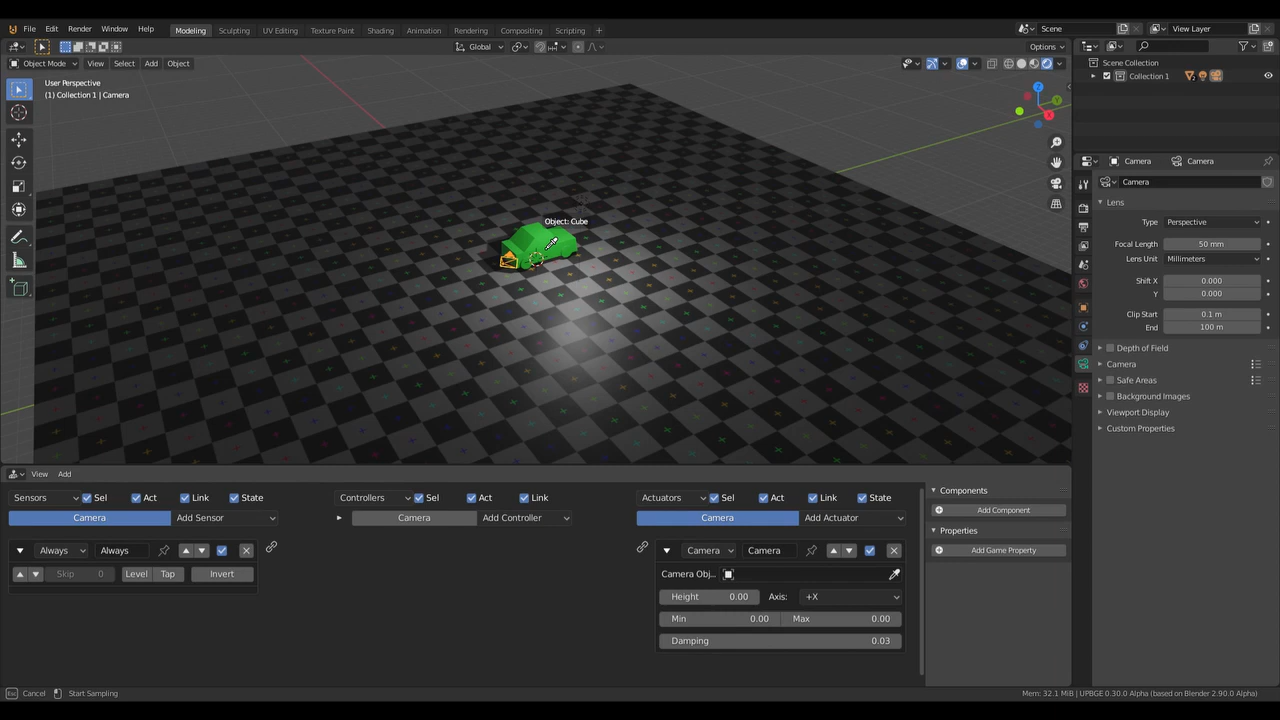 File Edit Render Window Help Modeling Sculpting UV Editing Texture Paint Shading Animation Rendering Compositing Scripting + Scene View Layer
Global Options
Object Mode View Select Add Object
User Perspective
(1) Collection 1 | Camera
Z
Y
X
Object: Cube
Scene Collection
Collection 1
Camera Camera
Camera
Lens
Type Perspective
Focal Length 50 mm
Lens Unit Millimeters
Shift X 0.000
Y 0.000
Clip Start 0.1 m
End 100 m
Depth of Field
Camera
Safe Areas
Background Images
Viewport Display
Custom Properties
View Add
Sensors Sel Act Link State Controllers Sel Act Link Actuators Sel Act Link State
Camera Add Sensor Camera Add Controller Camera Add Actuator
Always Always Camera Camera
Skip 0 Level Tap Invert Camera Obj...
Height 0.00 Axis: +X
Min 0.00 Max 0.00
Damping 0.03
Components
Add Component
Properties
Add Game Property
Esc Cancel Start Sampling Mem: 32.1 MiB | UPBGE 0.30.0 Alpha (based on Blender 2.90.0 Alpha)